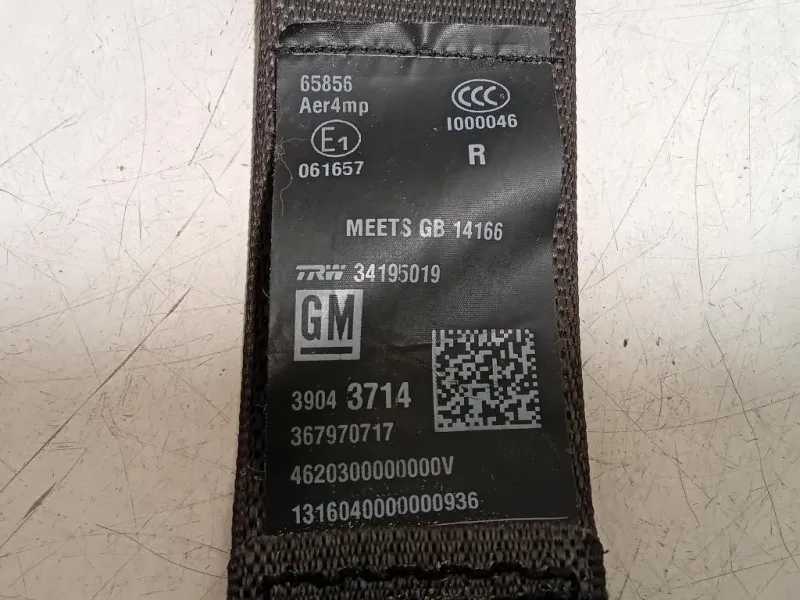 65856
Aer4mp
E1
061657
CCC S
I000046
R
MEETS GB 14166
TRW 34195019
GM
3904 3714
367970717
4620300000000V
1316040000000936